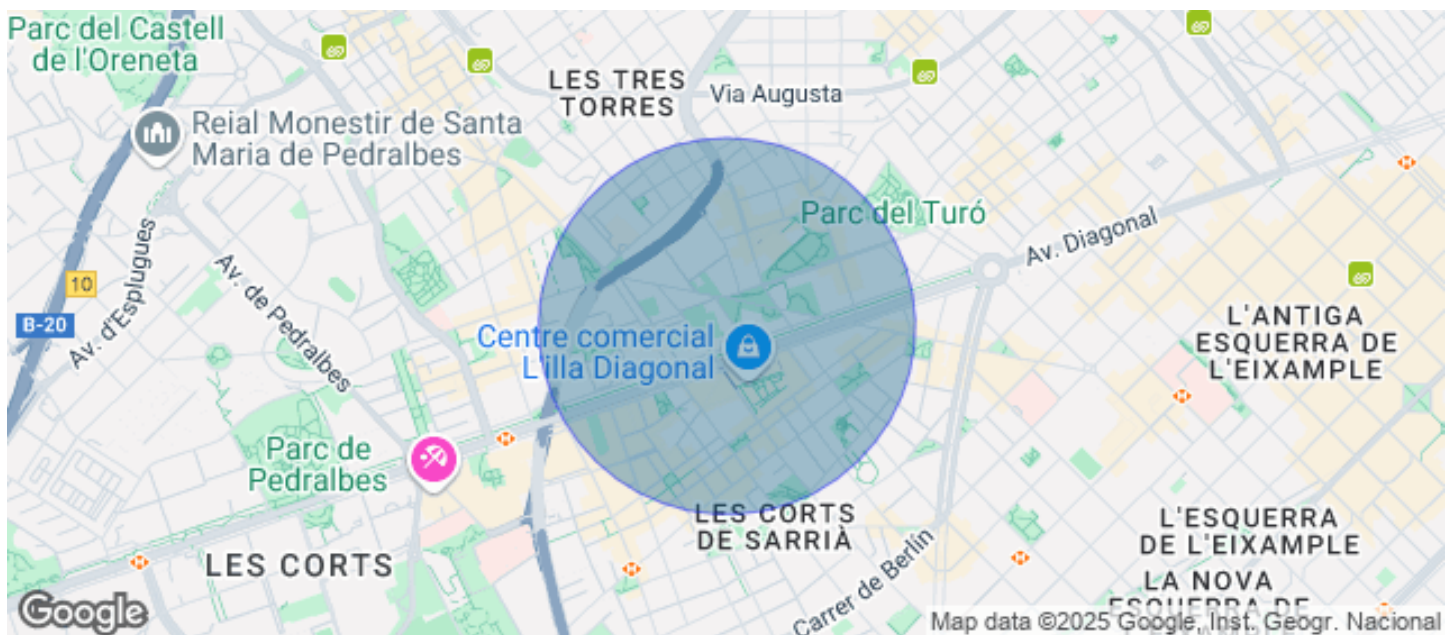 Parc del Castell
de l'Oreneta
LES TRES
TORRES
Via Augusta
Reial Monestir de Santa
Maria de Pedralbes
Parc del Turó
Av. Diagonal
Av. d'Esplugues
Av. de Pedralbes
10
B-20
Centre comercial
L'illa Diagonal
L'ANTIGA
ESQUERRA DE
L'EIXAMPLE
Parc de
Pedralbes
LES CORTS
DE SARRIÀ
LES CORTS
Carrer de Berlín
L'ESQUERRA
DE L'EIXAMPLE
LA NOVA
ESQUERRA DE
Google
Map data ©2025 Google, Inst. Geogr. Nacional